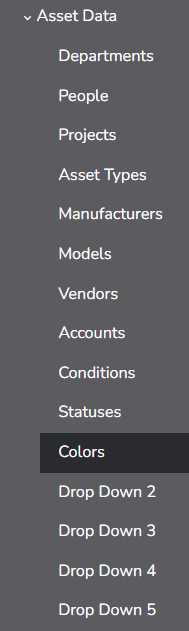 Asset Data
Departments
People
Projects
Asset Types
Manufacturers
Models
Vendors
Accounts
Conditions
Statuses
Colors
Drop Down 2
Drop Down 3
Drop Down 4
Drop Down 5